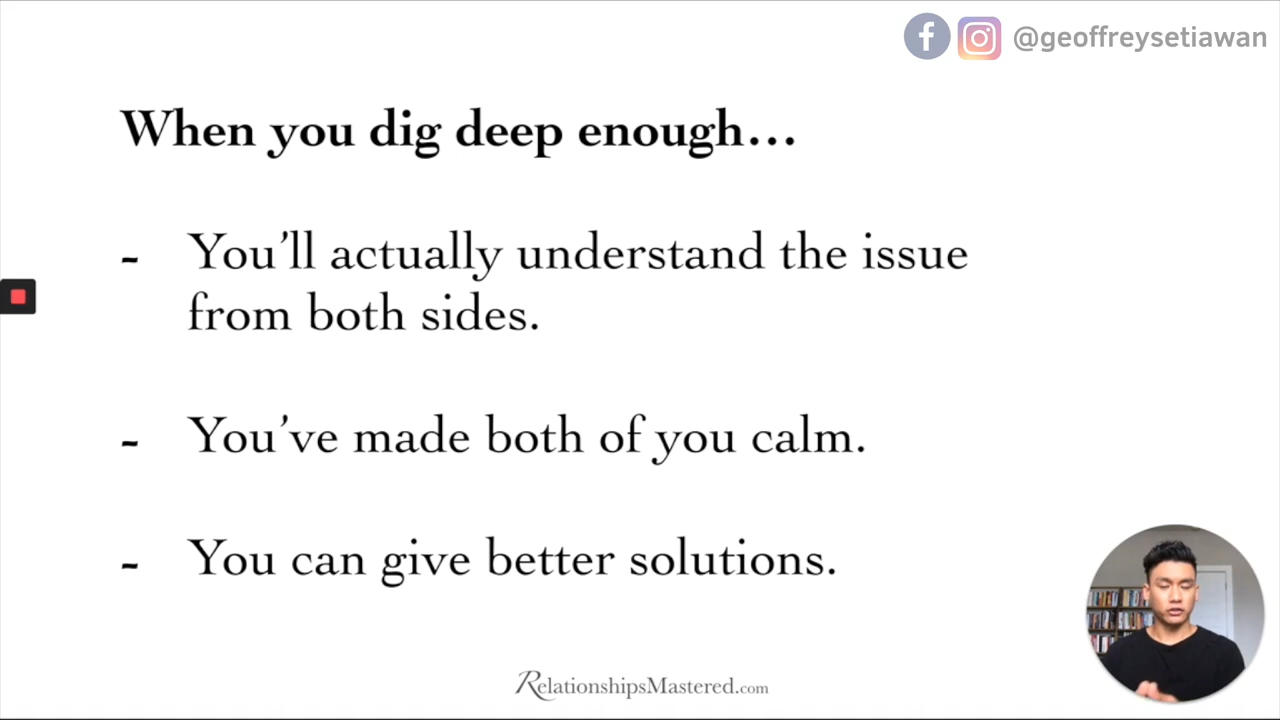 @geoffreysetiawan
When you dig deep enough…
- You’ll actually understand the issue
from both sides.
- You’ve made both of you calm.
- You can give better solutions.
RelationshipsMastered.com